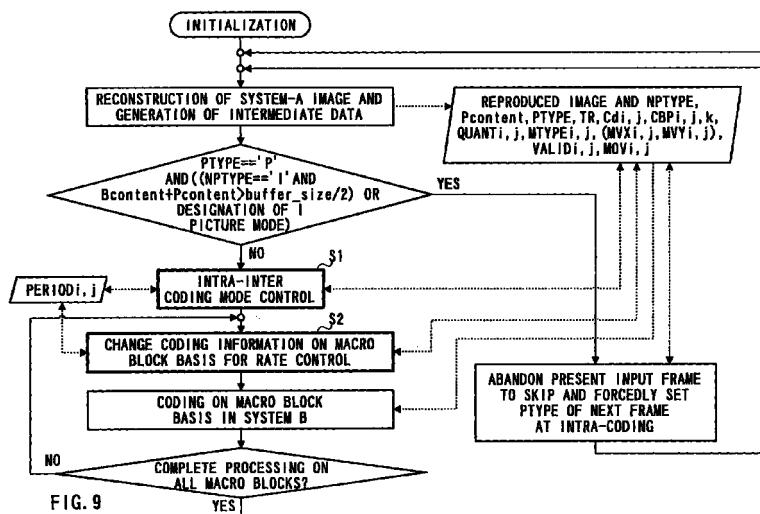 INITIALIZATION
RECONSTRUCTION OF SYSTEM-A IMAGE AND
GENERATION OF INTERMEDIATE DATA
REPRODUCED IMAGE AND NPTYPE,
Pcontent, PTYPE, TR, Cdi, j, CBPi, j, k,
QUANTi, j, MTYPEi, j, (MVXi, j, MVYi, j),
VALIDi, j, MOVi, j
PTYPE=='P'
AND((NPTYPE=='I'AND
Bcontent+Pcontent>buffer_size/2) OR
DESIGNATION OF I
PICTURE MODE)
YES
NO
S1
PERIODi, j
INTRA-INTER
CODING MODE CONTROL
S2
CHANGE CODING INFORMATION ON MACRO
BLOCK BASIS FOR RATE CONTROL
CODING ON MACRO BLOCK
BASIS IN SYSTEM B
ABANDON PRESENT INPUT FRAME
TO SKIP AND FORCEDLY SET
PTYPE OF NEXT FRAME
AT INTRA-CODING
NO
COMPLETE PROCESSING ON
ALL MACRO BLOCKS?
FIG. 9
YES